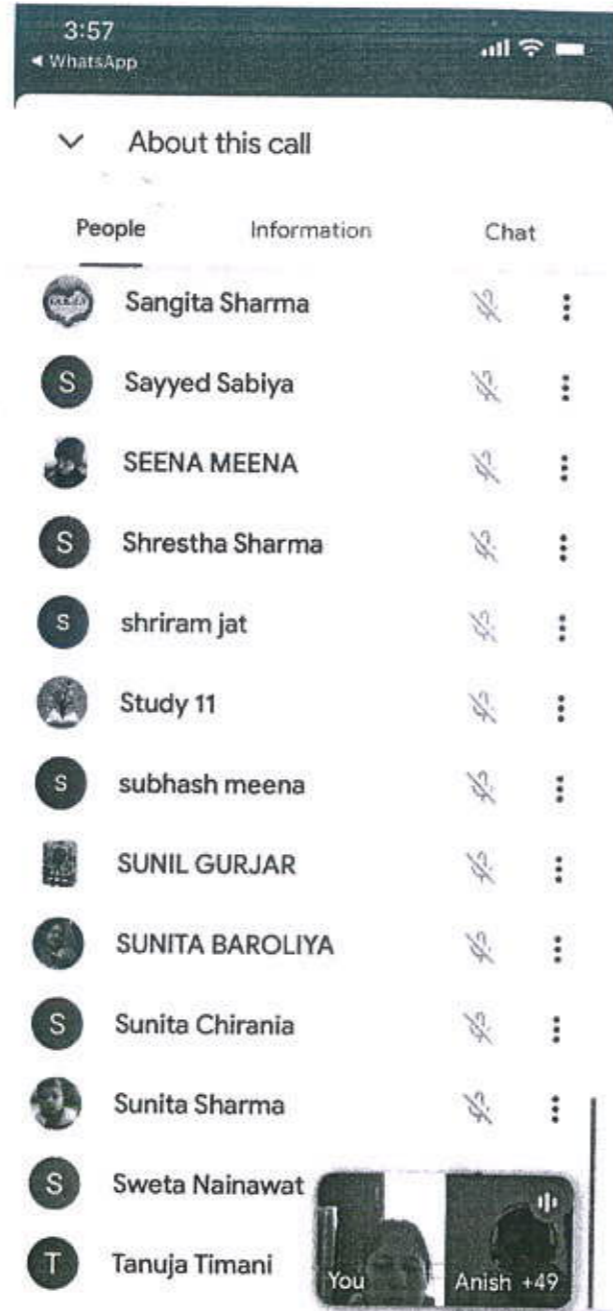 3:57
◀ WhatsApp
About this call
People Information Chat
Sangita Sharma
S Sayyed Sabiya
SEENA MEENA
S Shrestha Sharma
s shriram jat
Study 11
s subhash meena
SUNIL GURJAR
SUNITA BAROLIYA
S Sunita Chirania
Sunita Sharma
S Sweta Nainawat
T Tanuja Timani
You Anish +49